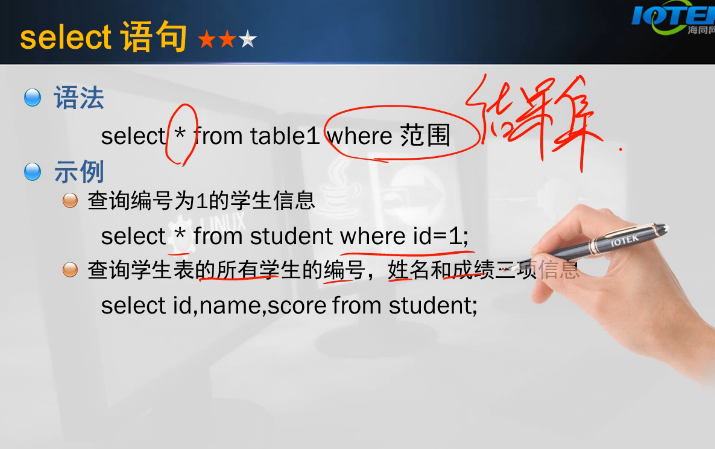 select 语句
IOTEK
海同网
语法
select * from table1 where 范围
结果集.
示例
查询编号为1的学生信息
select * from student where id=1;
查询学生表的所有学生的编号，姓名和成绩三项信息
select id,name,score from student;
LINUX
IOTEK